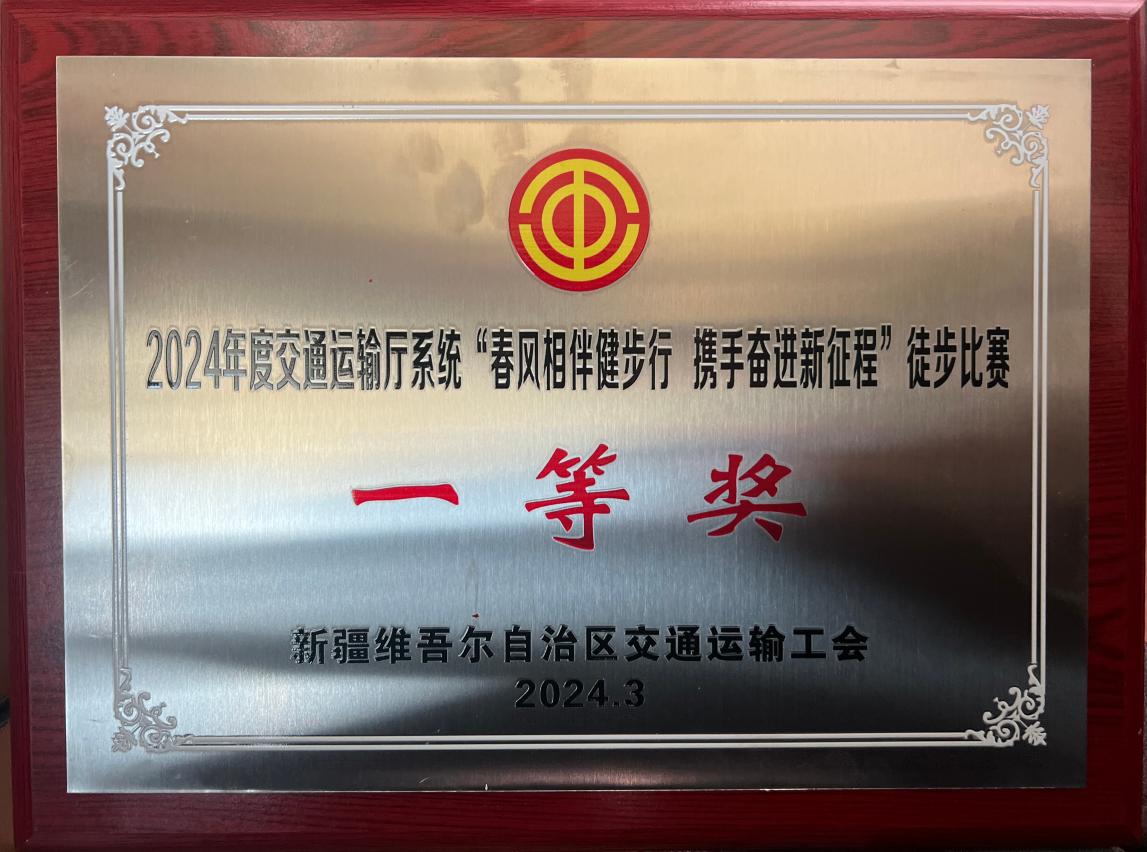 2024年度交通运输厅系统“春风相伴健步行 携手奋进新征程”徒步比赛
一等奖
新疆维吾尔自治区交通运输工会
2024.3